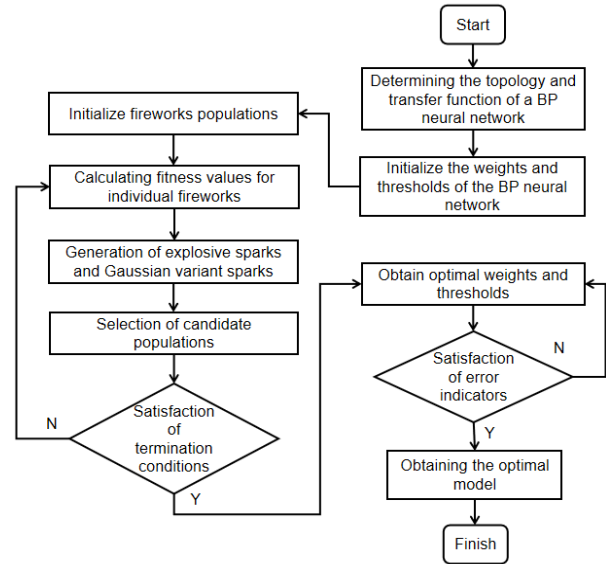 Start
Determining the topology and
transfer function of a BP
neural network
Initialize the weights and
thresholds of the BP neural
network
Initialize fireworks populations
Calculating fitness values for
individual fireworks
Generation of explosive sparks
and Gaussian variant sparks
Selection of candidate
populations
Satisfaction
of
termination
conditions
N
Y
Obtain optimal weights and
thresholds
Satisfaction
of error
indicators
N
Y
Obtaining the optimal
model
Finish